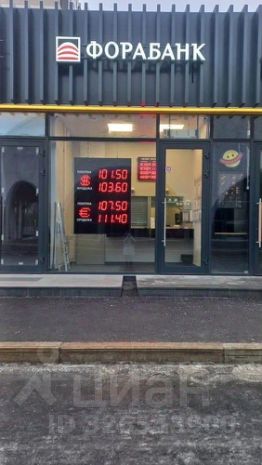 ФОРАБАНК
ПОКУПКА 101.50
$
ПРОДАЖА 103.60
ПОКУПКА 107.50
€
ПРОДАЖА 111.40
циан